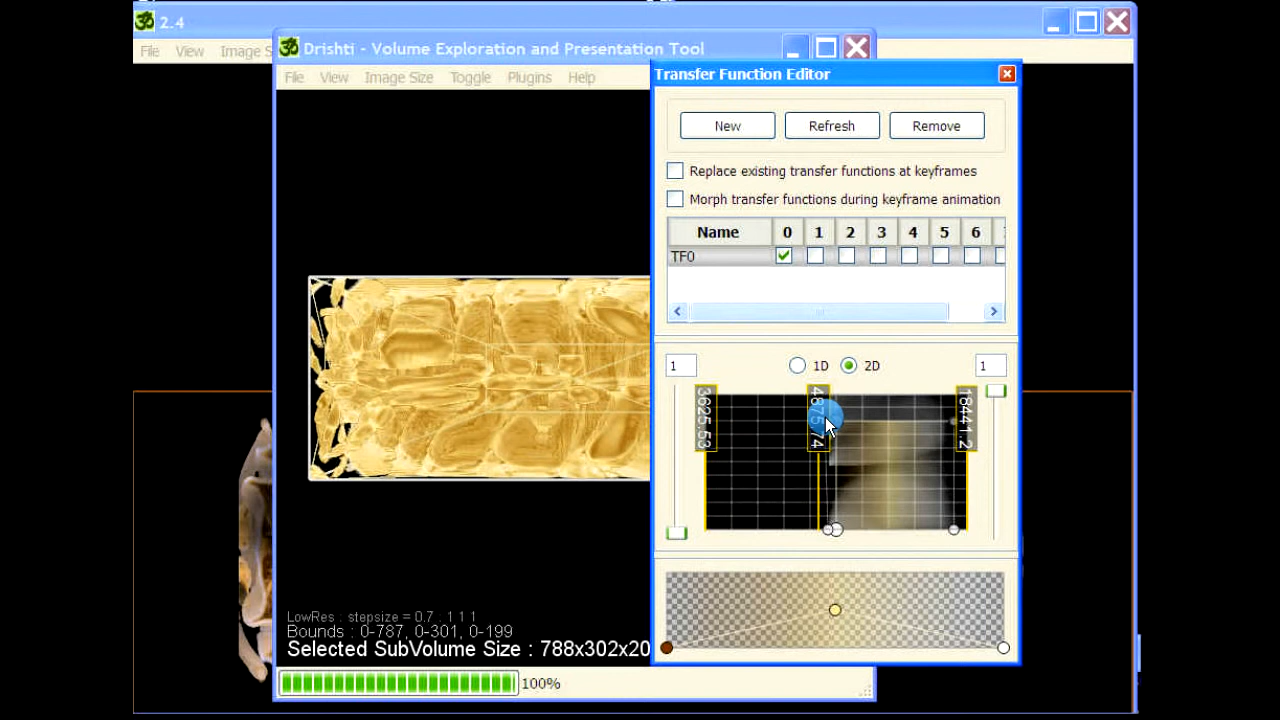 2.4
File View Image S
Drishti - Volume Exploration and Presentation Tool
File View Image Size Toggle Plugins Help
Transfer Function Editor
New Refresh Remove
Replace existing transfer functions at keyframes
Morph transfer functions during keyframe animation
Name 0 1 2 3 4 5 6
TF0
1 1D 2D 1
3625.53 4875.74 18441.2
LowRes : stepsize = 0.7 : 1 1 1
Bounds : 0-787, 0-301, 0-199
Selected SubVolume Size : 788x302x20
100%